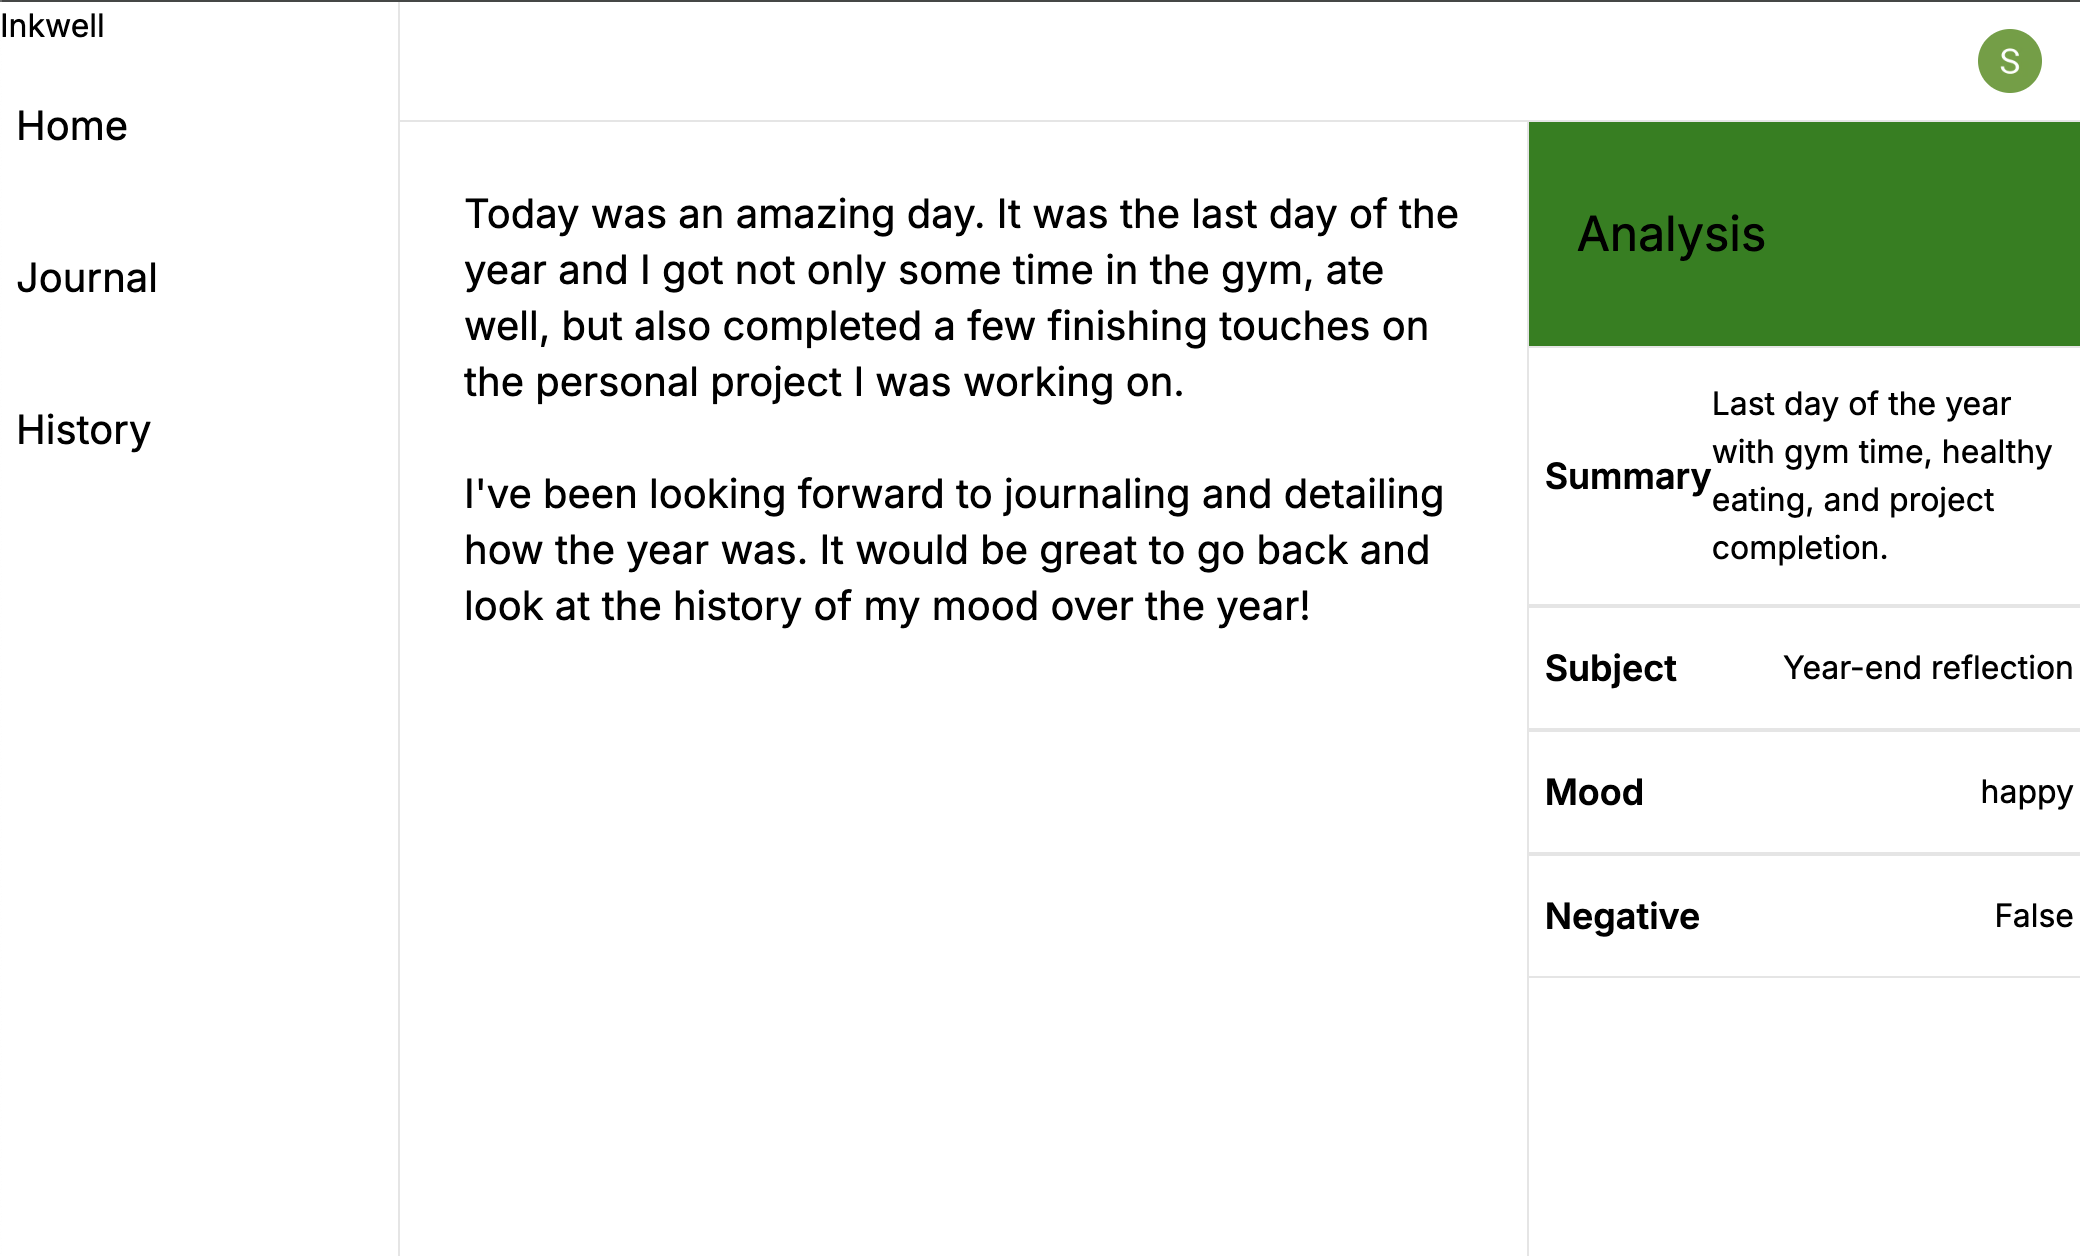 Inkwell
Home
Journal
History
S
Today was an amazing day. It was the last day of the
year and I got not only some time in the gym, ate
well, but also completed a few finishing touches on
the personal project I was working on.
I've been looking forward to journaling and detailing
how the year was. It would be great to go back and
look at the history of my mood over the year!
Analysis
Summary
Last day of the year
with gym time, healthy
eating, and project
completion.
Subject
Year-end reflection
Mood
happy
Negative
False